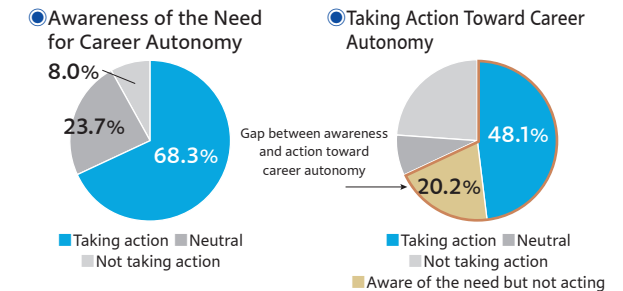 Awareness of the Need
for Career Autonomy
8.0%
23.7%
68.3%
Taking action Neutral
Not taking action
Gap between awareness
and action toward
career autonomy
Taking Action Toward Career
Autonomy
48.1%
20.2%
Taking action Neutral
Not taking action
Aware of the need but not acting